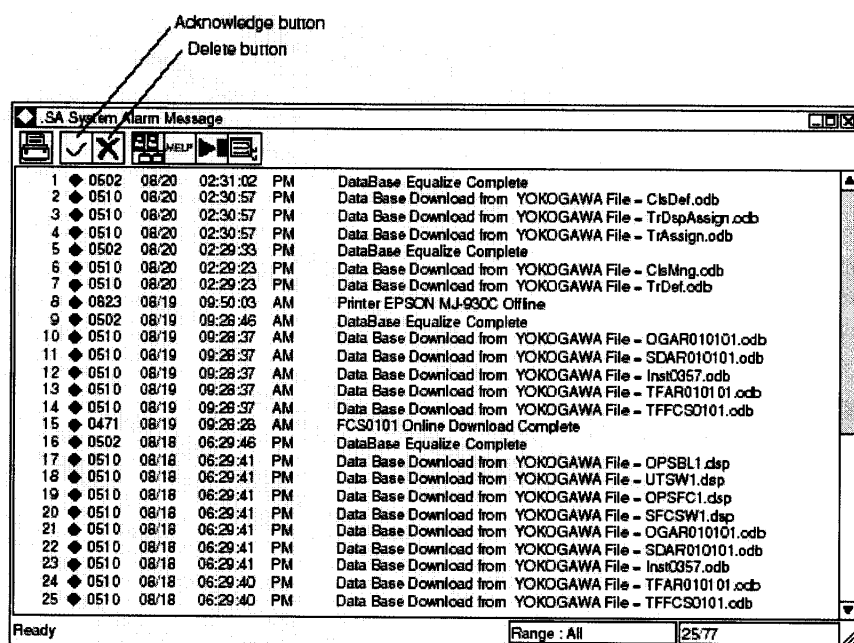 Acknowledge button
Delete button
.SA System Alarm Message
HELP
1 ◆ 0502 08/20 02:31:02 PM DataBase Equalize Complete
2 ◆ 0510 08/20 02:30:57 PM Data Base Download from YOKOGAWA File – ClsDef.odb
3 ◆ 0510 08/20 02:30:57 PM Data Base Download from YOKOGAWA File – TrDspAssign.odb
4 ◆ 0510 08/20 02:30:57 PM Data Base Download from YOKOGAWA File – TrAssign.odb
5 ◆ 0502 08/20 02:29:33 PM DataBase Equalize Complete
6 ◆ 0510 08/20 02:29:23 PM Data Base Download from YOKOGAWA File – ClsMng.odb
7 ◆ 0510 08/20 02:29:23 PM Data Base Download from YOKOGAWA File – TrDef.odb
8 ◆ 0823 08/19 09:50:03 AM Printer EPSON MJ-930C Offline
9 ◆ 0502 08/19 09:28:46 AM DataBase Equalize Complete
10 ◆ 0510 08/19 09:28:37 AM Data Base Download from YOKOGAWA File – OGAR010101.odb
11 ◆ 0510 08/19 09:28:37 AM Data Base Download from YOKOGAWA File – SDAR010101.odb
12 ◆ 0510 08/19 09:28:37 AM Data Base Download from YOKOGAWA File – Inst0357.odb
13 ◆ 0510 08/19 09:28:37 AM Data Base Download from YOKOGAWA File – TFAR010101.odb
14 ◆ 0510 08/19 09:28:37 AM Data Base Download from YOKOGAWA File – TFFCS0101.odb
15 ◆ 0471 08/19 09:28:28 AM FCS0101 Online Download Complete
16 ◆ 0502 08/18 06:29:46 PM DataBase Equalize Complete
17 ◆ 0510 08/18 06:29:41 PM Data Base Download from YOKOGAWA File – OPSBL1.dsp
18 ◆ 0510 08/18 06:29:41 PM Data Base Download from YOKOGAWA File – UTSW1.dsp
19 ◆ 0510 08/18 06:29:41 PM Data Base Download from YOKOGAWA File – OPSFC1.dsp
20 ◆ 0510 08/18 06:29:41 PM Data Base Download from YOKOGAWA File – SFCSW1.dsp
21 ◆ 0510 08/18 06:29:41 PM Data Base Download from YOKOGAWA File – OGAR010101.odb
22 ◆ 0510 08/18 06:29:41 PM Data Base Download from YOKOGAWA File – SDAR010101.odb
23 ◆ 0510 08/18 06:29:41 PM Data Base Download from YOKOGAWA File – Inst0357.odb
24 ◆ 0510 08/18 06:29:40 PM Data Base Download from YOKOGAWA File – TFAR010101.odb
25 ◆ 0510 08/18 06:29:40 PM Data Base Download from YOKOGAWA File – TFFCS0101.odb
Ready Range : All 25/77